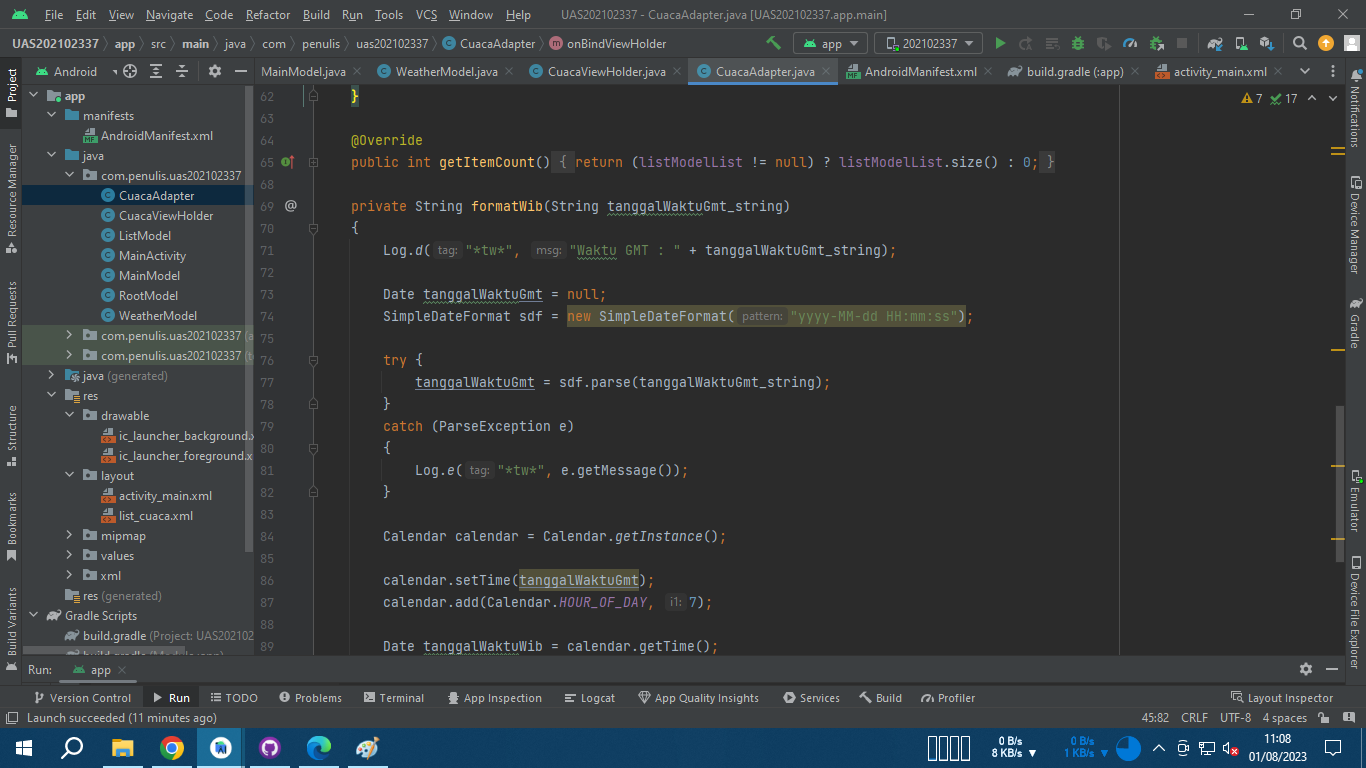 File Edit View Navigate Code Refactor Build Run Tools VCS Window Help UAS202102337 - CuacaAdapter.java [UAS202102337.app.main]
UAS202102337 app src main java com penulis uas202102337 CuacaAdapter onBindViewHolder app 202102337
Android
MainModel.java WeatherModel.java CuacaViewHolder.java CuacaAdapter.java AndroidManifest.xml build.gradle (:app) activity_main.xml
Project
Resource Manager
Pull Requests
Structure
Bookmarks
Build Variants
app
manifests
AndroidManifest.xml
java
com.penulis.uas202102337
CuacaAdapter
CuacaViewHolder
ListModel
MainActivity
MainModel
RootModel
WeatherModel
com.penulis.uas202102337 (a
com.penulis.uas202102337 (t
java (generated)
res
drawable
ic_launcher_background.x
ic_launcher_foreground.x
layout
activity_main.xml
list_cuaca.xml
mipmap
values
xml
res (generated)
Gradle Scripts
build.gradle (Project: UAS202102
7 17
62 }
63
64 @Override
65 public int getItemCount() { return (listModelList != null) ? listModelList.size() : 0; }
68
69 @ private String formatWib(String tanggalWaktuGmt_string)
70 {
71 Log.d( tag: "*tw*", msg: "Waktu GMT : " + tanggalWaktuGmt_string);
72
73 Date tanggalWaktuGmt = null;
74 SimpleDateFormat sdf = new SimpleDateFormat( pattern: "yyyy-MM-dd HH:mm:ss");
75
76 try {
77 tanggalWaktuGmt = sdf.parse(tanggalWaktuGmt_string);
78 }
79 catch (ParseException e)
80 {
81 Log.e( tag: "*tw*", e.getMessage());
82 }
83
84 Calendar calendar = Calendar.getInstance();
85
86 calendar.setTime(tanggalWaktuGmt);
87 calendar.add(Calendar.HOUR_OF_DAY, i1: 7);
88
89 Date tanggalWaktuWib = calendar.getTime();
Notifications
Device Manager
Gradle
Emulator
Device File Explorer
Run: app
Version Control Run TODO Problems Terminal App Inspection Logcat App Quality Insights Services Build Profiler Layout Inspector
Launch succeeded (11 minutes ago) 45:82 CRLF UTF-8 4 spaces
0 B/s 0 B/s 11:08
8 KB/s 1 KB/s 01/08/2023